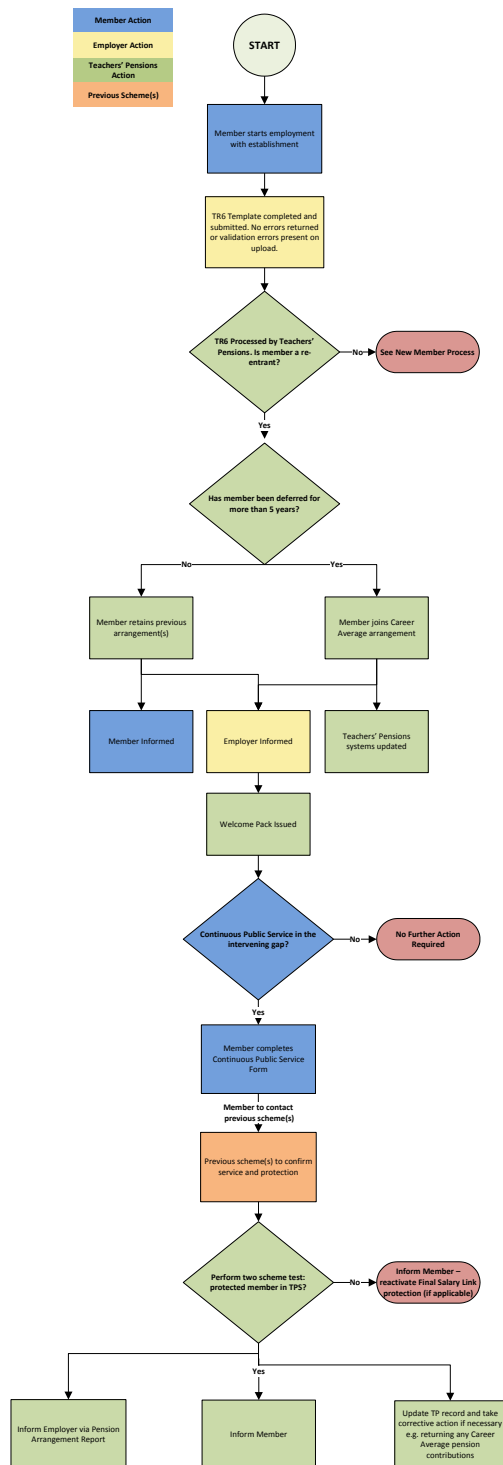 Member Action
Employer Action
Teachers' Pensions
Action
Previous Scheme(s)
START
Member starts employment
with establishment
TR6 Template completed and
submitted. No errors returned
or validation errors present on
upload.
TR6 Processed by Teachers'
Pensions. Is member a re-
entrant?
No
See New Member Process
Yes
Has member been deferred for
more than 5 years?
No
Yes
Member retains previous
arrangement(s)
Member joins Career
Average arrangement
Member Informed
Employer Informed
Teachers' Pensions
systems updated
Welcome Pack Issued
Continuous Public Service in the
intervening gap?
No
No Further Action
Required
Yes
Member completes
Continuous Public Service
Form
Member to contact
previous scheme(s)
Previous scheme(s) to confirm
service and protection
Perform two scheme test:
protected member in TPS?
No
Inform Member –
reactivate Final Salary Link
protection (if applicable)
Yes
Inform Employer via Pension
Arrangement Report
Inform Member
Update TP record and take
corrective action if necessary
e.g. returning any Career
Average pension
contributions